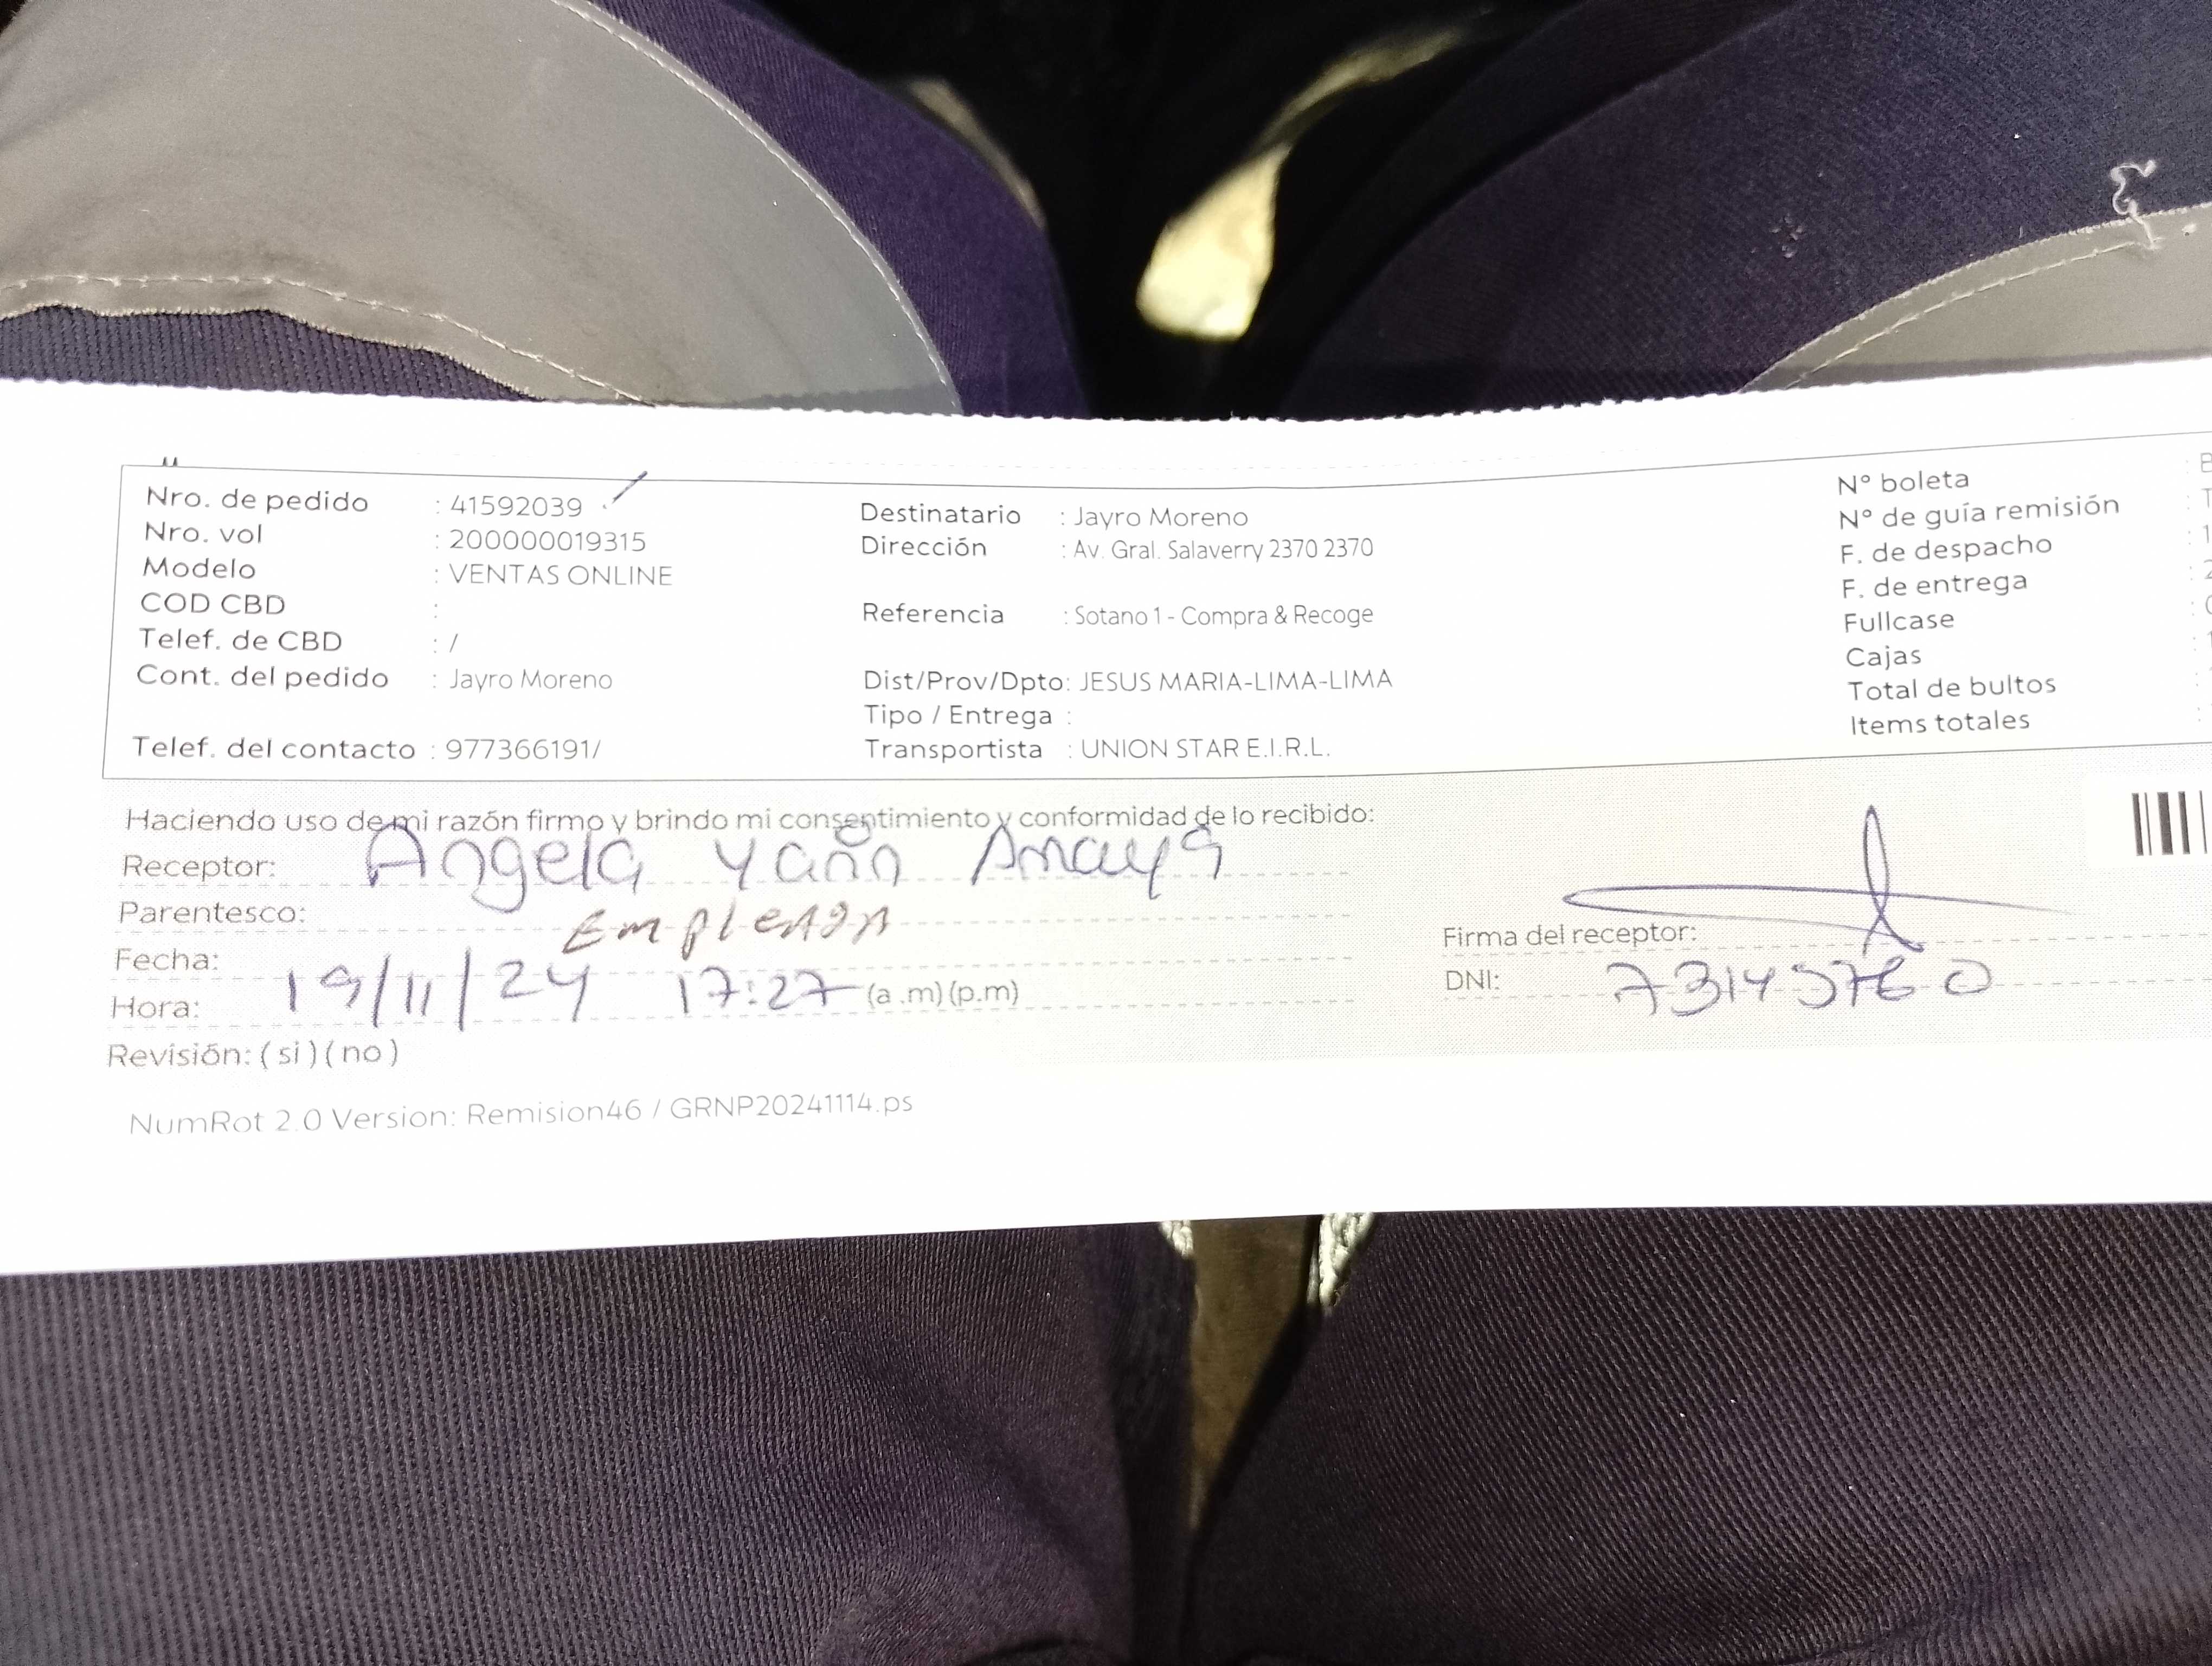 Nro. de pedido : 41592039
Nro. vol : 200000019315
Modelo : VENTAS ONLINE
COD CBD :
Telef. de CBD : /
Cont. del pedido : Jayro Moreno
Telef. del contacto : 977366191/
Destinatario : Jayro Moreno
Dirección : Av. Gral. Salaverry 2370 2370
Referencia : Sotano 1 - Compra & Recoge
Dist/Prov/Dpto: JESUS MARIA-LIMA-LIMA
Tipo / Entrega :
Transportista : UNION STAR E.I.R.L.
N° boleta
N° de guía remisión
F. de despacho
F. de entrega
Fullcase
Cajas
Total de bultos
Items totales
Haciendo uso de mi razón firmo y brindo mi consentimiento y conformidad de lo recibido:
Receptor: Angela Yaño Amaya
Parentesco: Empleada
Fecha:
Hora: 19/11/24 17:27 (a .m) (p.m)
Revisión: ( si ) ( no )
Firma del receptor:
DNI: 73145760
NumRot 2.0 Version: Remision46 / GRNP20241114.ps